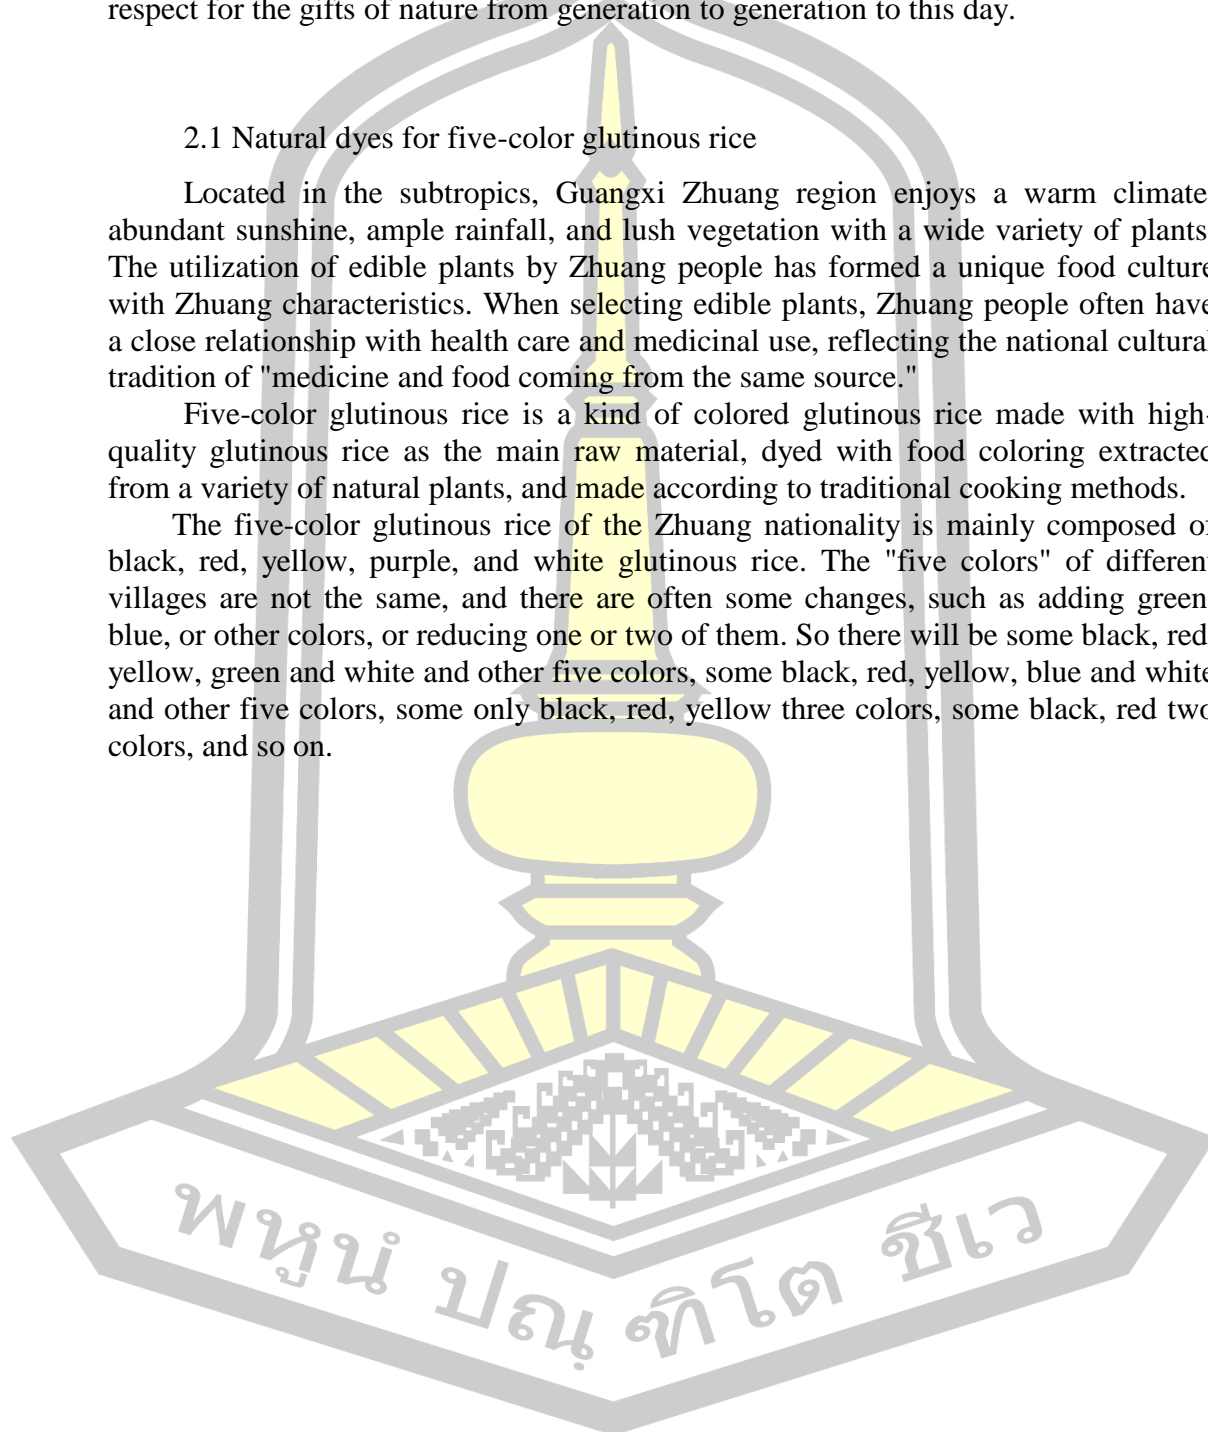 respect for the gifts of nature from generation to generation to this day.
2.1 Natural dyes for five-color glutinous rice
Located in the subtropics, Guangxi Zhuang region enjoys a warm climate
abundant sunshine, ample rainfall, and lush vegetation with a wide variety of plants
The utilization of edible plants by Zhuang people has formed a unique food culture
with Zhuang characteristics. When selecting edible plants, Zhuang people often have
a close relationship with health care and medicinal use, reflecting the national cultural
tradition of "medicine and food coming from the same source."
Five-color glutinous rice is a kind of colored glutinous rice made with high-
quality glutinous rice as the main raw material, dyed with food coloring extracted
from a variety of natural plants, and made according to traditional cooking methods.
The five-color glutinous rice of the Zhuang nationality is mainly composed of
black, red, yellow, purple, and white glutinous rice. The "five colors" of different
villages are not the same, and there are often some changes, such as adding green
blue, or other colors, or reducing one or two of them. So there will be some black, red
yellow, green and white and other five colors, some black, red, yellow, blue and white
and other five colors, some only black, red, yellow three colors, some black, red two
colors, and so on.
พหูนํ ปณฺฑิโต ชีเว